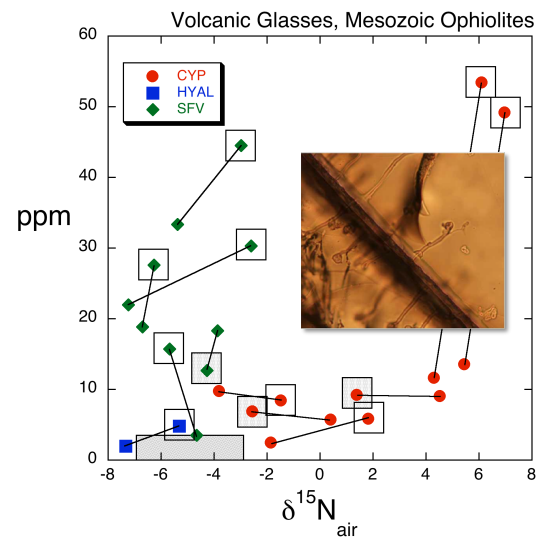 Volcanic Glasses, Mesozoic Ophiolites
60
50
40
30
20
10
0
ppm
CYP
HYAL
SFV
-8 -6 -4 -2 0 2 4 6 8
δ15Nair